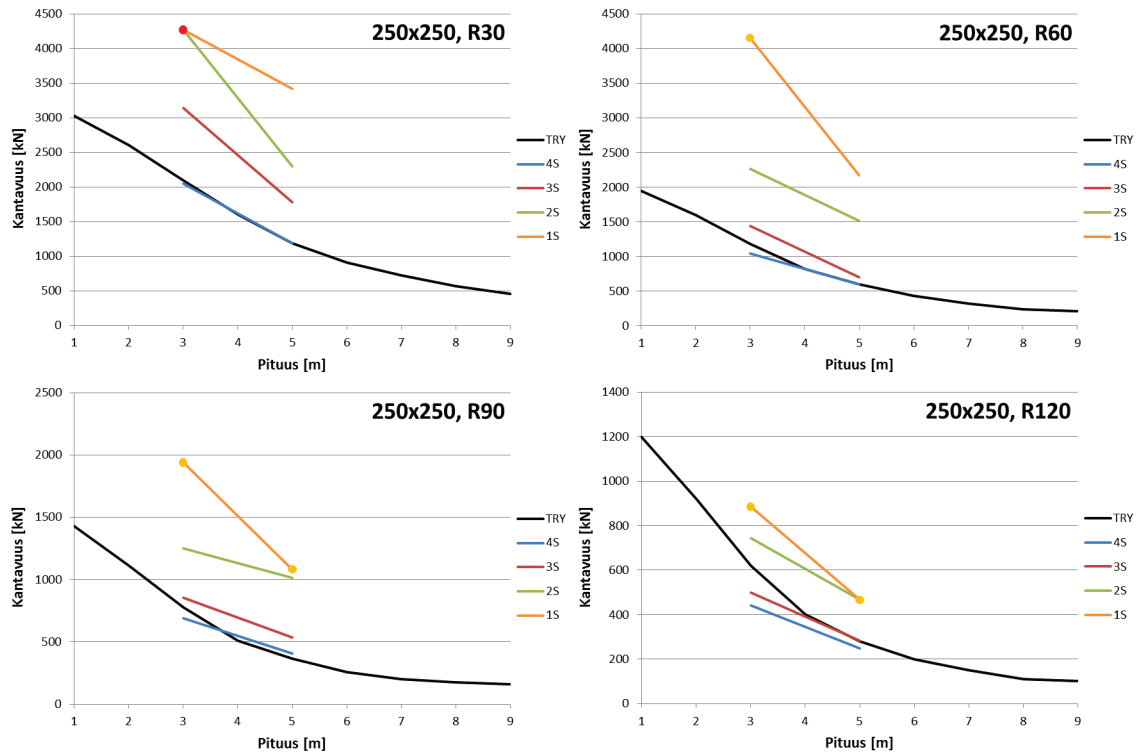 250x250, R30
Kantavuus [kN]
4500
4000
3500
3000
2500
2000
1500
1000
500
0
1 2 3 4 5 6 7 8 9
Pituus [m]
TRY
4S
3S
2S
1S
250x250, R60
Kantavuus [kN]
4500
4000
3500
3000
2500
2000
1500
1000
500
0
1 2 3 4 5 6 7 8 9
Pituus [m]
TRY
4S
3S
2S
1S
250x250, R90
Kantavuus [kN]
2500
2000
1500
1000
500
0
1 2 3 4 5 6 7 8 9
Pituus [m]
TRY
4S
3S
2S
1S
250x250, R120
Kantavuus [kN]
1400
1200
1000
800
600
400
200
0
1 2 3 4 5 6 7 8 9
Pituus [m]
TRY
4S
3S
2S
1S